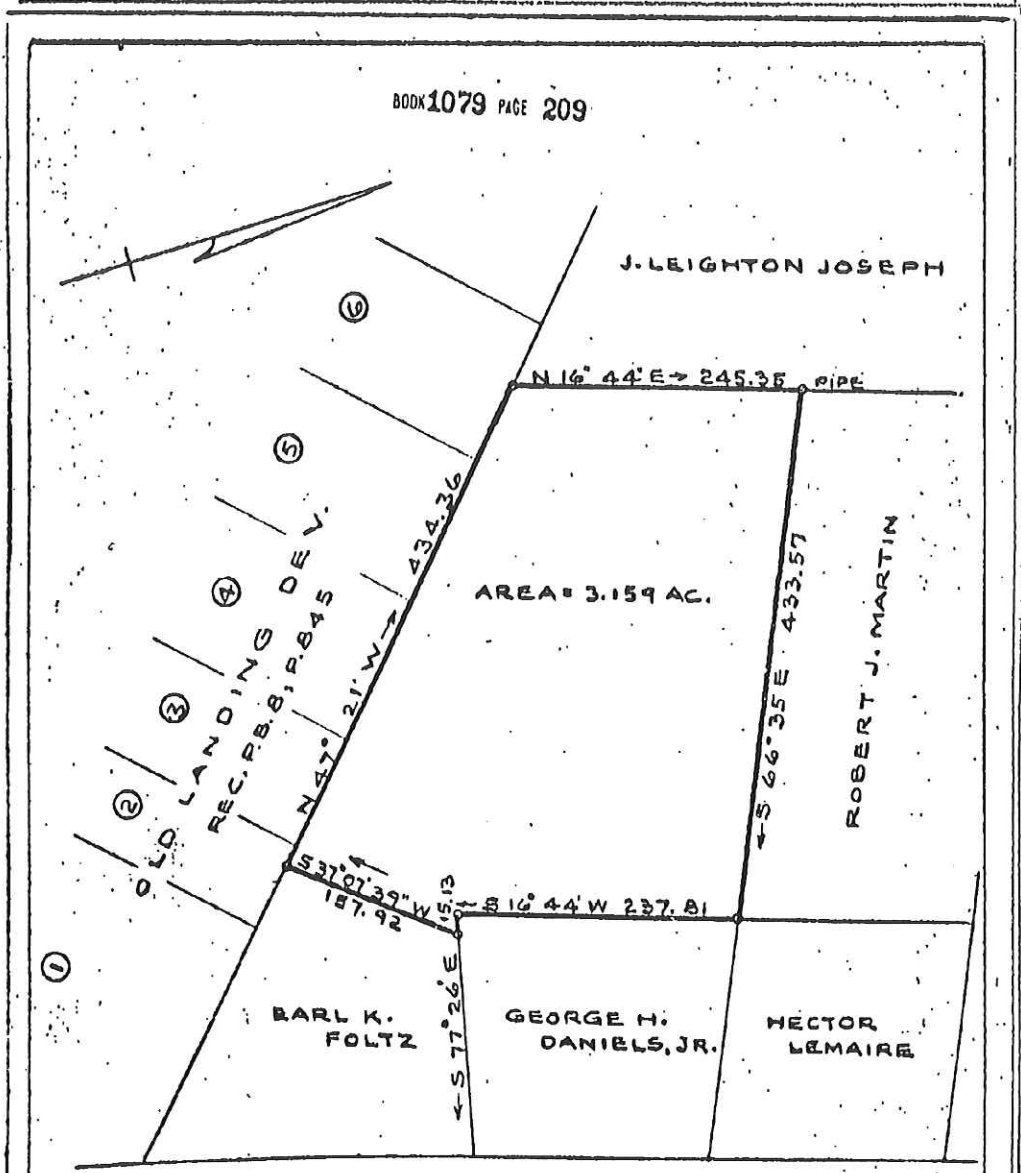 BOOK 1079 PAGE 209
J. LEIGHTON JOSEPH
6
N 16° 44' E → 245.35 PIPE
5
434.36
OLD LANDING DEV.
REC. P.B. 8, P. 845
4
AREA = 3.159 AC.
← S 66° 35 E 433.57
ROBERT J. MARTIN
3
N 47° 21' W →
2
S 37° 07' 39" W
157.92
15.13
← S 16° 44' W 237.81
1
← S 77° 26' E
EARL K.
FOLTZ
GEORGE H.
DANIELS, JR.
HECTOR
LEMAIRE